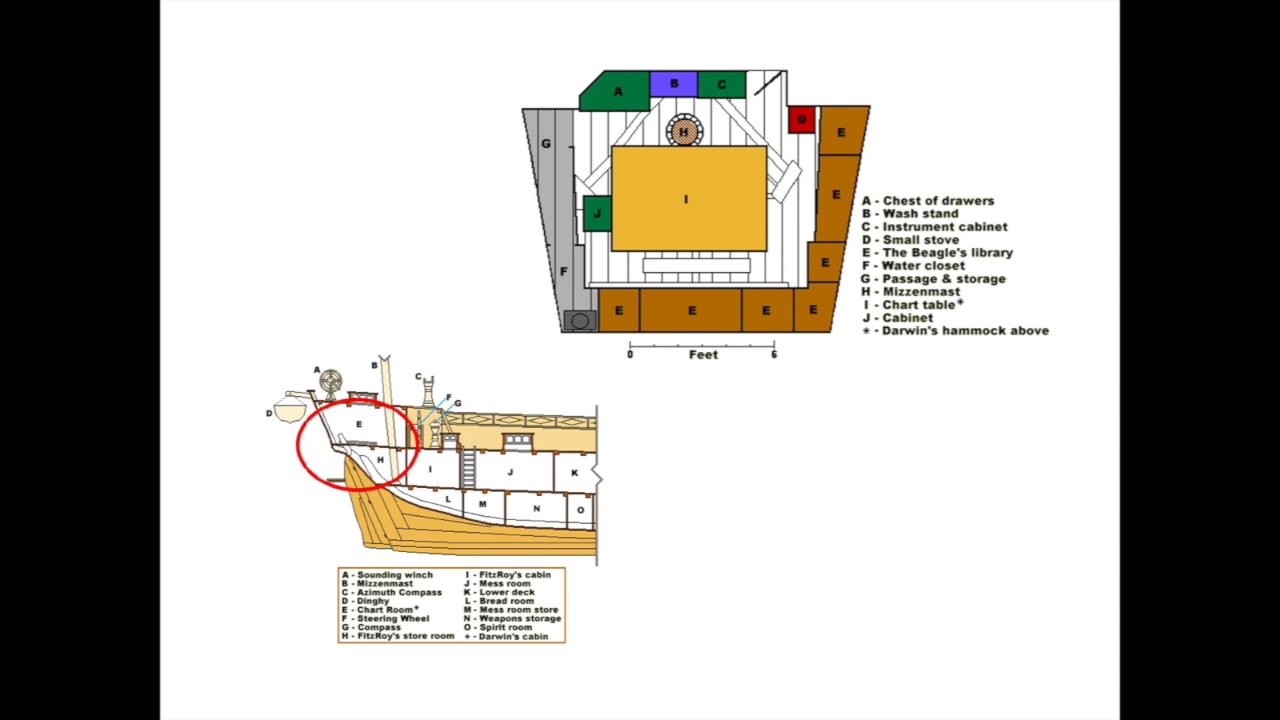 A
B
C
D
E
G
H
E
I
J
E
F
E
E
E
E
0
6
Feet
A - Chest of drawers
B - Wash stand
C - Instrument cabinet
D - Small stove
E - The Beagle's library
F - Water closet
G - Passage & storage
H - Mizzenmast
I - Chart table*
J - Cabinet
* - Darwin's hammock above
A
B
C
D
F
G
E
H
I
J
K
L
M
N
O
A - Sounding winch
B - Mizzenmast
C - Azimuth Compass
D - Dinghy
E - Chart Room*
F - Steering Wheel
G - Compass
H - FitzRoy's store room
I - FitzRoy's cabin
J - Mess room
K - Lower deck
L - Bread room
M - Mess room store
N - Weapons storage
O - Spirit room
* - Darwin's cabin